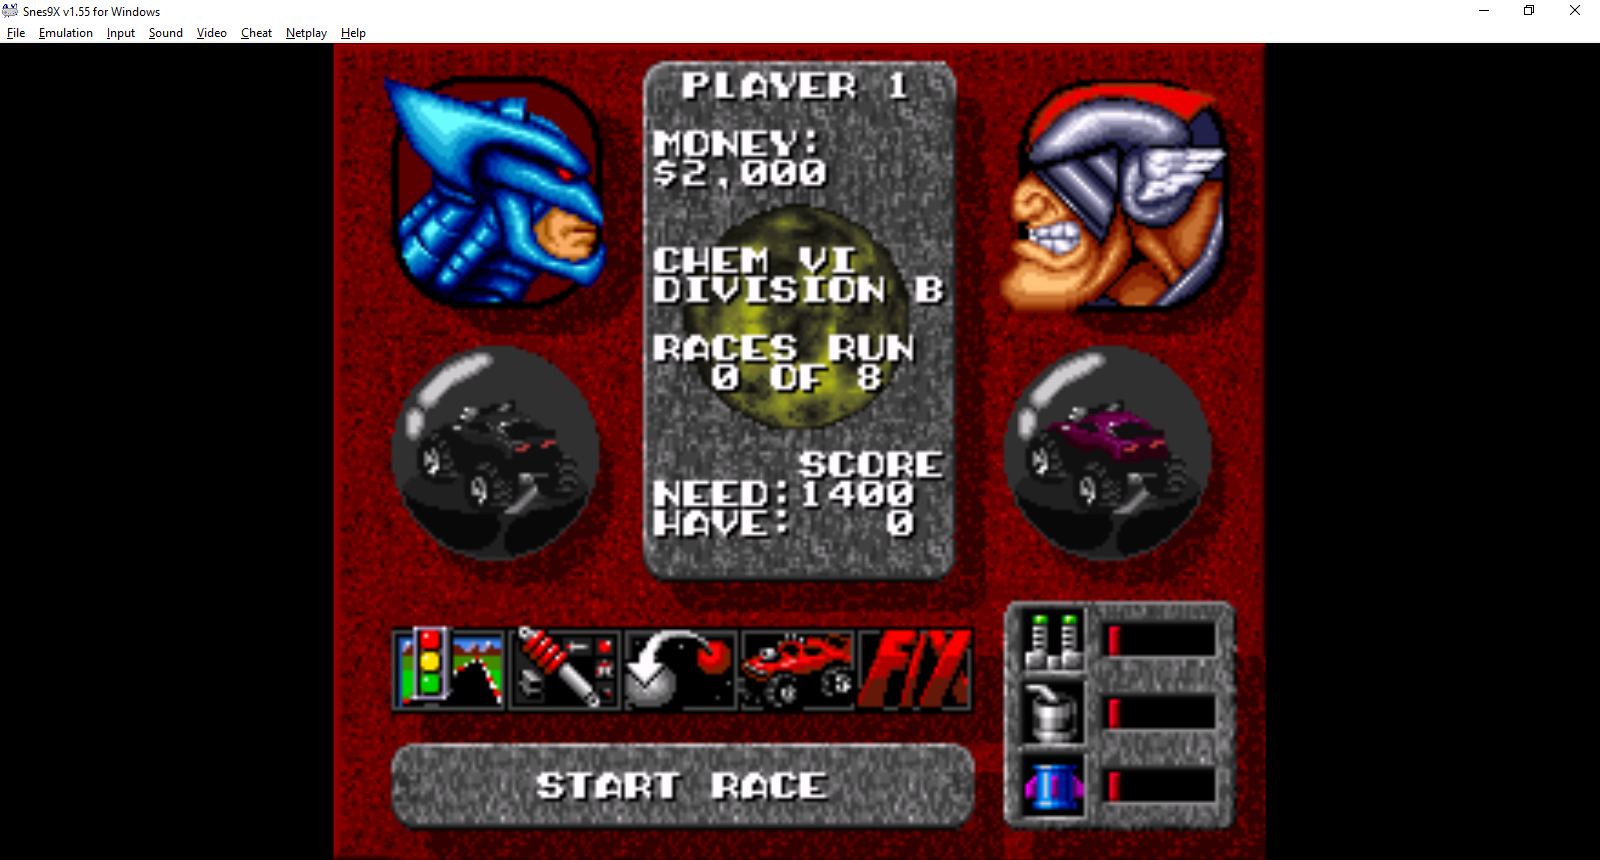 Snes9X v1.55 for Windows
File Emulation Input Sound Video Cheat Netplay Help
PLAYER 1
MONEY:
$2,000
CHEM VI
DIVISION B
RACES RUN
0 OF 8
SCORE
NEED:1400
HAVE: 0
FIX
START RACE